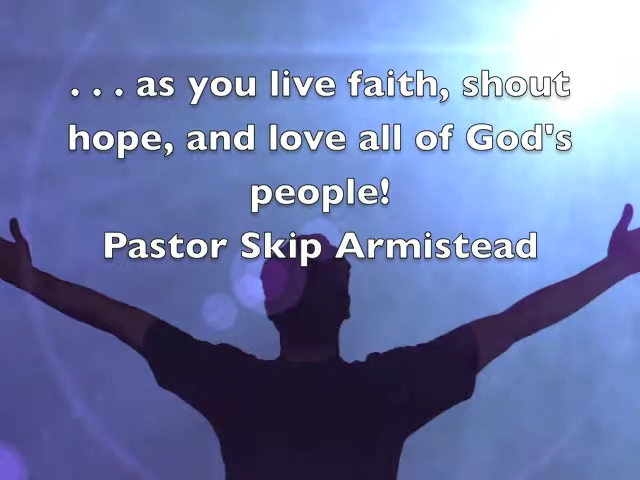 . . . as you live faith, shout
hope, and love all of God's
people!
Pastor Skip Armistead